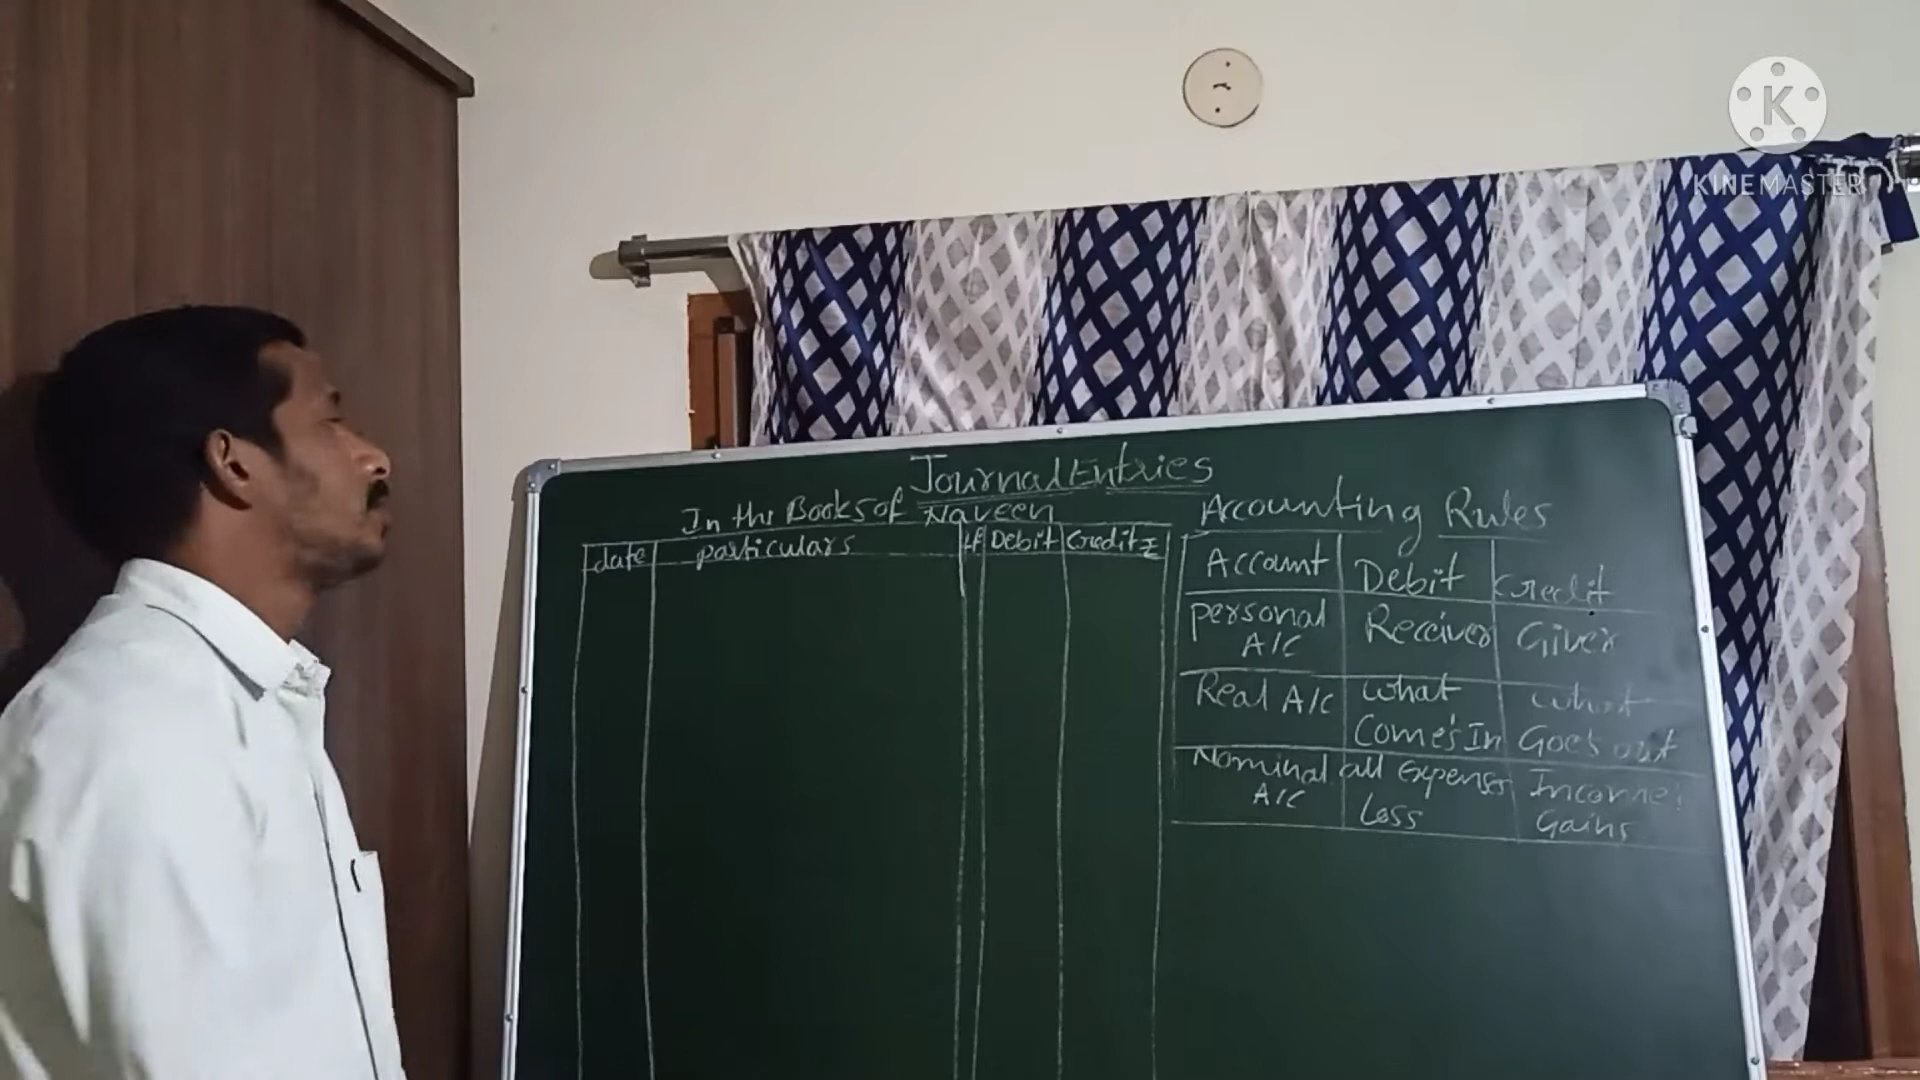 Journal Entries
In the Books of Naveen
date particulars LF Debit Credit
Accounting Rules
Account Debit Credit
personal A/C Receiver Giver
Real A/C What Come's In What Goes out
Nominal A/C all Expenses Loss Income's Gains
K
KINEMASTER